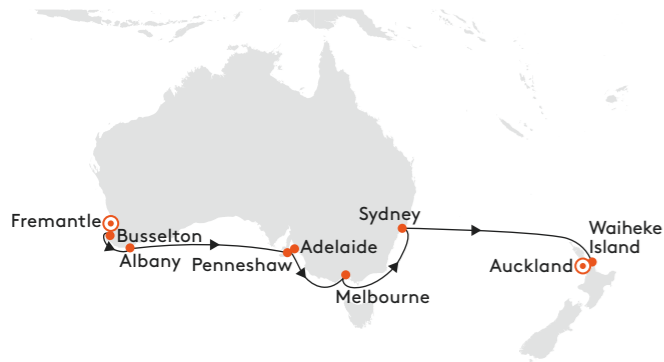 Fremantle
Busselton
Albany
Penneshaw
Adelaide
Melbourne
Sydney
Waiheke
Island
Auckland